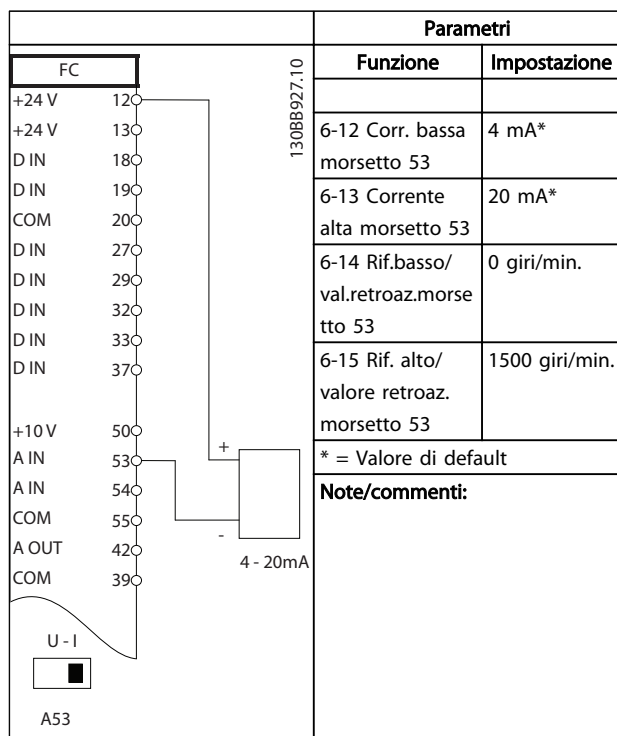 Parametri
Funzione Impostazione
6-12 Corr. bassa
morsetto 53
4 mA*
6-13 Corrente
alta morsetto 53
20 mA*
6-14 Rif.basso/
val.retroaz.morse
tto 53
0 giri/min.
6-15 Rif. alto/
valore retroaz.
morsetto 53
1500 giri/min.
* = Valore di default
Note/commenti:
FC
130BB927.10
+24 V 12
+24 V 13
D IN 18
D IN 19
COM 20
D IN 27
D IN 29
D IN 32
D IN 33
D IN 37
+10 V 50
A IN 53
A IN 54
COM 55
A OUT 42
COM 39
+
-
4 - 20mA
U - I
A53